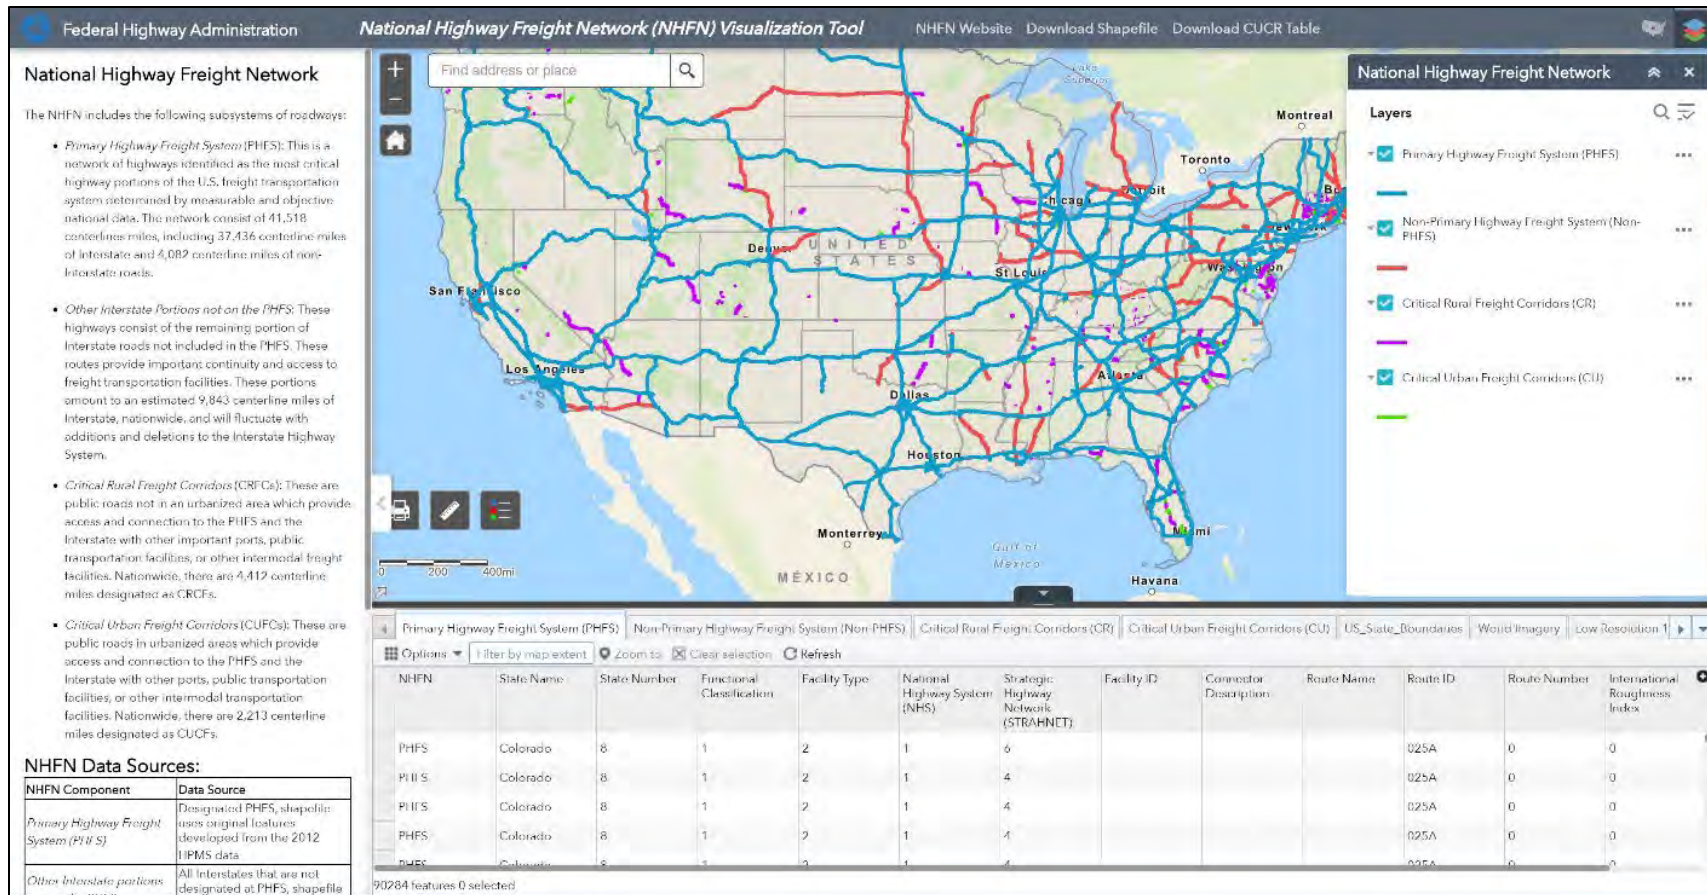 Federal Highway Administration
National Highway Freight Network (NHFN) Visualization Tool
NHFN Website Download Shapefile Download CUCR Table
National Highway Freight Network
The NHFN includes the following subsystems of roadways:
• Primary Highway Freight System (PHFS): This is a
network of highways identified as the most critical
highway portions of the U.S. freight transportation
system determined by measurable and objective
national data. The network consist of 41,518
centerlines miles, including 37,436 centerline miles
of Interstate and 4,082 centerline miles of non-
Interstate roads.
• Other Interstate Portions not on the PHFS: These
highways consist of the remaining portion of
Interstate roads not included in the PHFS. These
routes provide important continuity and access to
freight transportation facilities. These portions
amount to an estimated 9,843 centerline miles of
Interstate, nationwide, and will fluctuate with
additions and deletions to the Interstate Highway
System.
• Critical Rural Freight Corridors (CRFCs): These are
public roads not in an urbanized area which provide
access and connection to the PHFS and the
Interstate with other important ports, public
transportation facilities, or other intermodal freight
facilities. Nationwide, there are 4,412 centerline
miles designated as CRCFs.
• Critical Urban Freight Corridors (CUFCs): These are
public roads in urbanized areas which provide
access and connection to the PHFS and the
Interstate with other ports, public transportation
facilities, or other intermodal transportation
facilities. Nationwide, there are 2,213 centerline
miles designated as CUCFs.
NHFN Data Sources:
NHFN Component Data Source
Primary Highway Freight System (PHFS)
Designated PHFS, shapefile
uses original features
developed from the 2012
HPMS data
Other Interstate portions
All Interstates that are not
designated at PHFS, shapefile
Find address or place
Lake
Superior
Montreal
Toronto
Detroit
Chicago
Denver
UNITED
STATES
St Louis
Washington
San Francisco
Los Angeles
Atlanta
Dallas
Houston
Monterrey
MÉXICO
Gulf of
Mexico
Miami
Havana
0 200 400mi
National Highway Freight Network
Layers
Primary Highway Freight System (PHFS)
Non-Primary Highway Freight System (Non-
PHFS)
Critical Rural Freight Corridors (CR)
Critical Urban Freight Corridors (CU)
Primary Highway Freight System (PHFS) Non-Primary Highway Freight System (Non-PHFS) Critical Rural Freight Corridors (CR) Critical Urban Freight Corridors (CU) US_State_Boundaries World Imagery Low Resolution 1
Options Filter by map extent Zoom to Clear selection Refresh
NHFN State Name State Number Functional Classification Facility Type National Highway System (NHS) Strategic Highway Network (STRAHNET) Facility ID Connector Description Route Name Route ID Route Number International Roughness Index
PHFS Colorado 8 1 2 1 6 025A 0 0
PHFS Colorado 8 1 2 1 4 025A 0 0
PHFS Colorado 8 1 2 1 4 025A 0 0
PHFS Colorado 8 1 2 1 4 025A 0 0
PHFS Colorado 8 1 2 1 4 025A 0 0
90284 features 0 selected